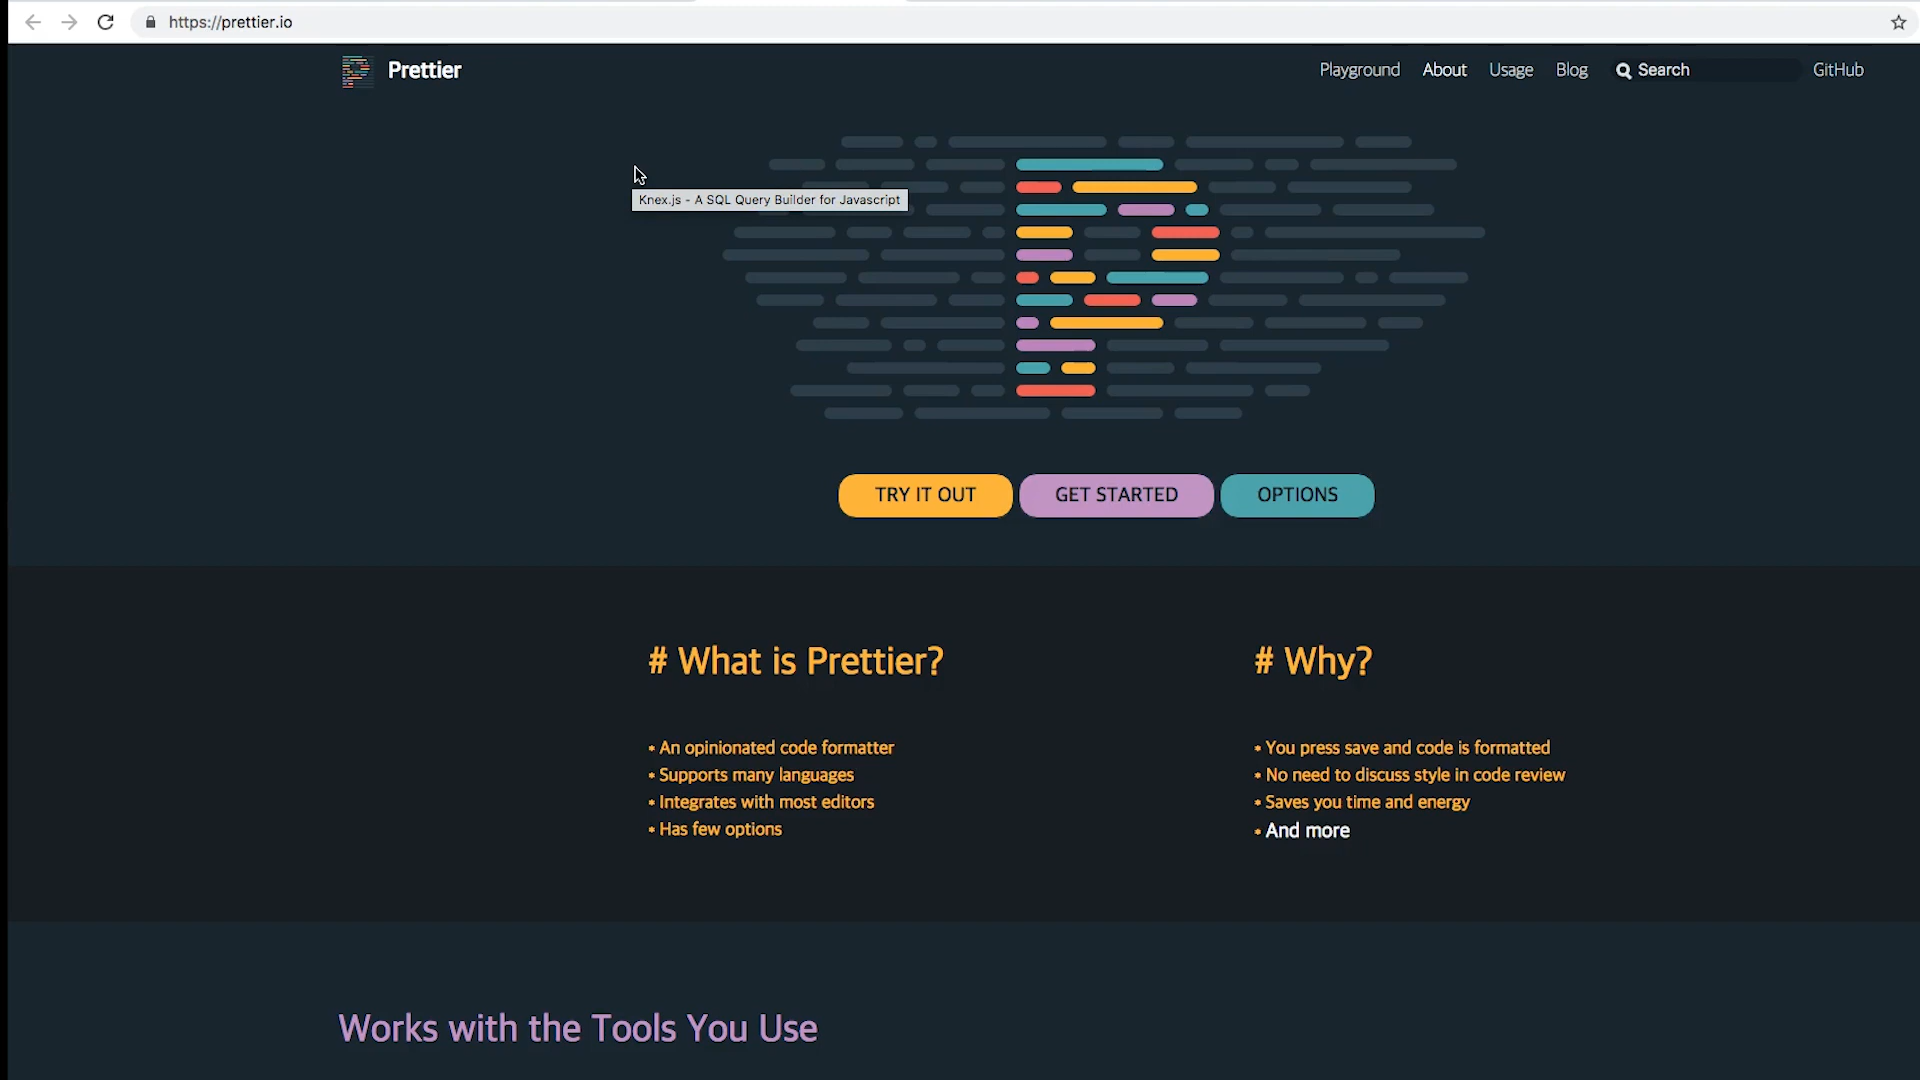 https://prettier.io
Prettier
Playground About Usage Blog Search GitHub
Knex.js - A SQL Query Builder for Javascript
TRY IT OUT GET STARTED OPTIONS
# What is Prettier?
• An opinionated code formatter
• Supports many languages
• Integrates with most editors
• Has few options
# Why?
• You press save and code is formatted
• No need to discuss style in code review
• Saves you time and energy
• And more
Works with the Tools You Use